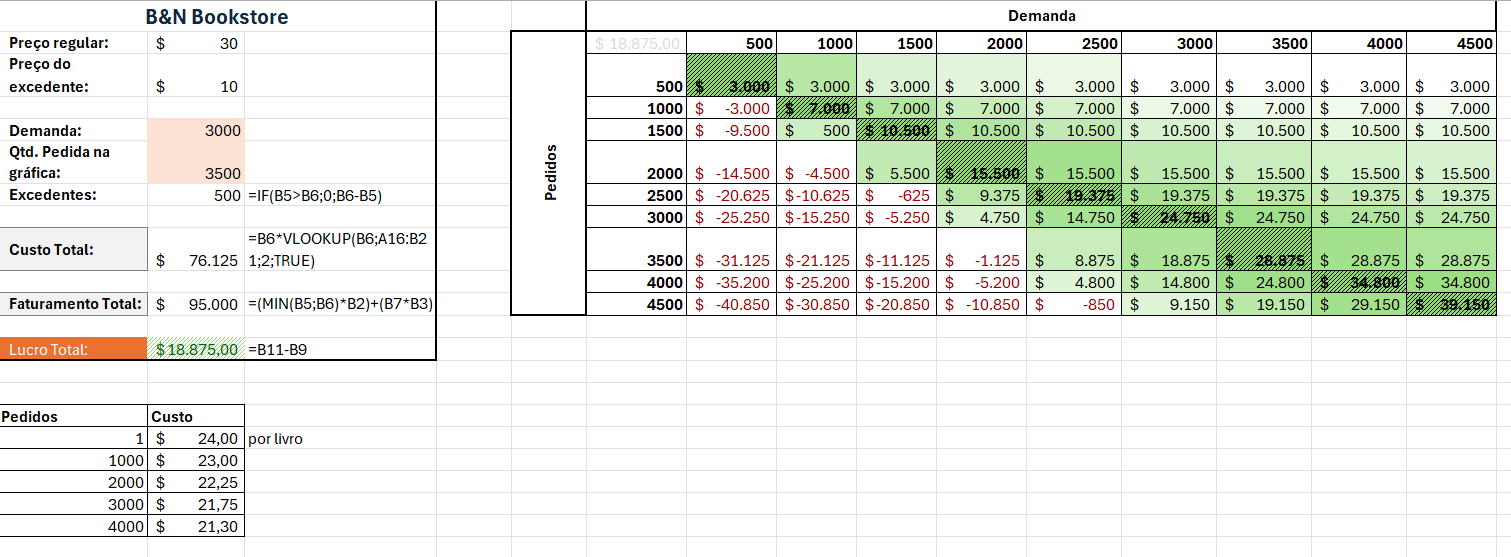 B&N Bookstore
Demanda
Preço regular: $ 30
$ 18.875,00 500 1000 1500 2000 2500 3000 3500 4000 4500
Preço do
excedente: $ 10
500 $ 3.000 $ 3.000 $ 3.000 $ 3.000 $ 3.000 $ 3.000 $ 3.000 $ 3.000 $ 3.000
1000 $ -3.000 $ 7.000 $ 7.000 $ 7.000 $ 7.000 $ 7.000 $ 7.000 $ 7.000 $ 7.000
Demanda: 3000
1500 $ -9.500 $ 500 $ 10.500 $ 10.500 $ 10.500 $ 10.500 $ 10.500 $ 10.500 $ 10.500
Pedidos
Qtd. Pedida na
gráfica: 3500
2000 $ -14.500 $ -4.500 $ 5.500 $ 15.500 $ 15.500 $ 15.500 $ 15.500 $ 15.500 $ 15.500
Excedentes: 500 =IF(B5>B6;0;B6-B5)
2500 $ -20.625 $ -10.625 $ -625 $ 9.375 $ 19.375 $ 19.375 $ 19.375 $ 19.375 $ 19.375
3000 $ -25.250 $ -15.250 $ -5.250 $ 4.750 $ 14.750 $ 24.750 $ 24.750 $ 24.750 $ 24.750
Custo Total: $ 76.125
=B6*VLOOKUP(B6;A16:B2
1;2;TRUE)
3500 $ -31.125 $ -21.125 $ -11.125 $ -1.125 $ 8.875 $ 18.875 $ 28.875 $ 28.875 $ 28.875
4000 $ -35.200 $ -25.200 $ -15.200 $ -5.200 $ 4.800 $ 14.800 $ 24.800 $ 34.800 $ 34.800
Faturamento Total: $ 95.000 =(MIN(B5;B6)*B2)+(B7*B3)
4500 $ -40.850 $ -30.850 $ -20.850 $ -10.850 $ -850 $ 9.150 $ 19.150 $ 29.150 $ 39.150
Lucro Total: $ 18.875,00 =B11-B9
Pedidos Custo
1 $ 24,00 por livro
1000 $ 23,00
2000 $ 22,25
3000 $ 21,75
4000 $ 21,30